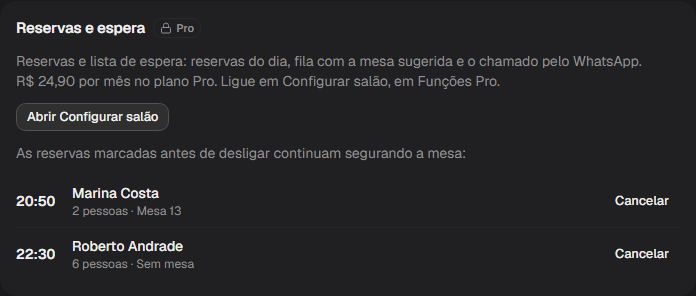 Reservas e espera Pro
Reservas e lista de espera: reservas do dia, fila com a mesa sugerida e o chamado pelo WhatsApp.
R$ 24,90 por mês no plano Pro. Ligue em Configurar salão, em Funções Pro.
Abrir Configurar salão
As reservas marcadas antes de desligar continuam segurando a mesa:
20:50 Marina Costa Cancelar
2 pessoas · Mesa 13
22:30 Roberto Andrade Cancelar
6 pessoas · Sem mesa